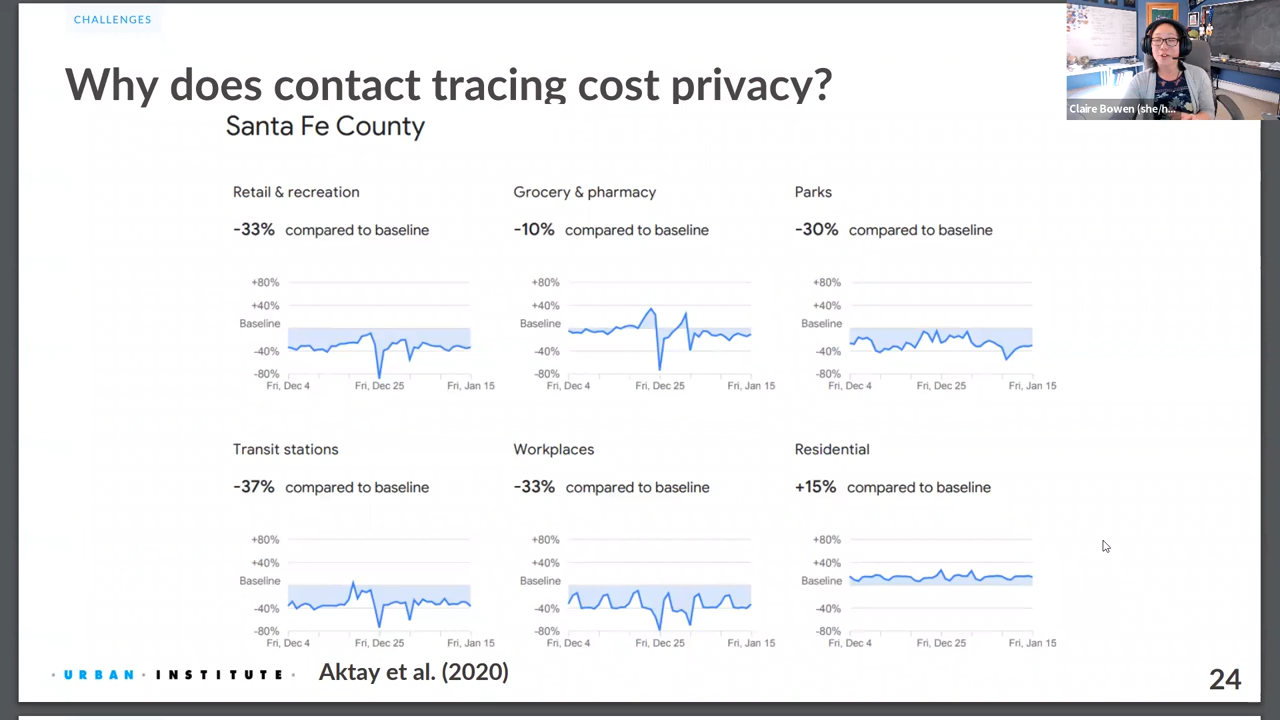 CHALLENGES
Why does contact tracing cost privacy?
Claire Bowen (she/h...
Santa Fe County
Retail & recreation
-33% compared to baseline
+80%
+40%
Baseline
-40%
-80%
Fri, Dec 4 Fri, Dec 25 Fri, Jan 15
Grocery & pharmacy
-10% compared to baseline
+80%
+40%
Baseline
-40%
-80%
Fri, Dec 4 Fri, Dec 25 Fri, Jan 15
Parks
-30% compared to baseline
+80%
+40%
Baseline
-40%
-80%
Fri, Dec 4 Fri, Dec 25 Fri, Jan 15
Transit stations
-37% compared to baseline
+80%
+40%
Baseline
-40%
-80%
Fri, Dec 4 Fri, Dec 25 Fri, Jan 15
Workplaces
-33% compared to baseline
+80%
+40%
Baseline
-40%
-80%
Fri, Dec 4 Fri, Dec 25 Fri, Jan 15
Residential
+15% compared to baseline
+80%
+40%
Baseline
-40%
-80%
Fri, Dec 4 Fri, Dec 25 Fri, Jan 15
· URBAN · INSTITUTE ·
Aktay et al. (2020)
24